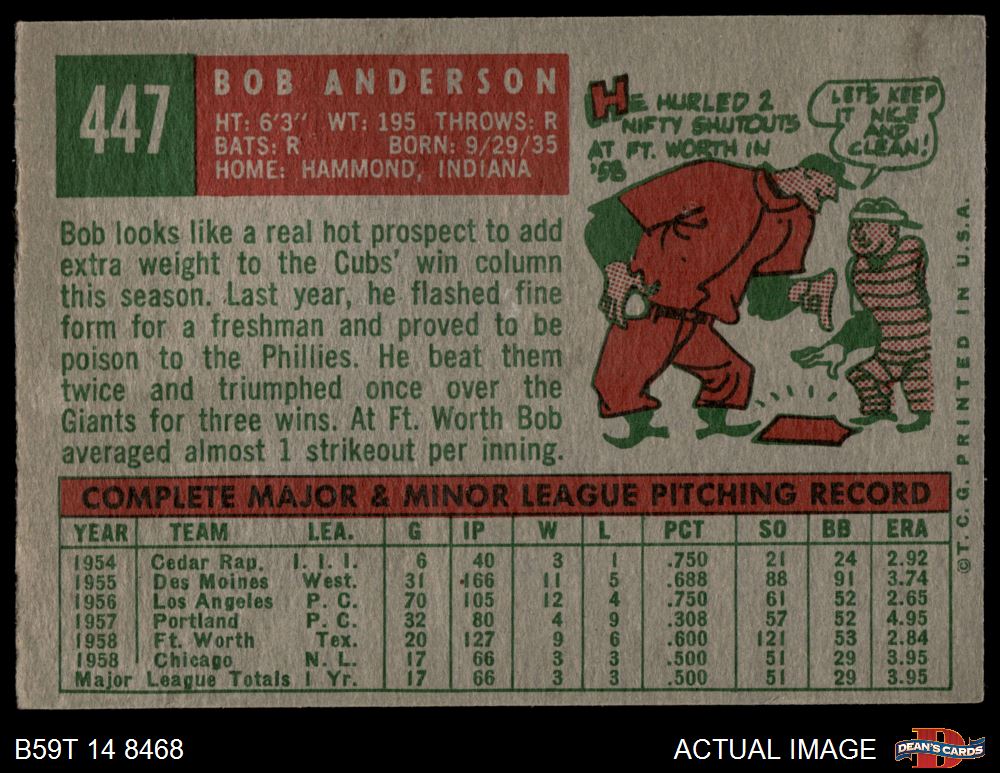 447
BOB ANDERSON
HT: 6'3" WT: 195 THROWS: R
BATS: R BORN: 9/29/35
HOME: HAMMOND, INDIANA
HE HURLED 2
NIFTY SHUTOUTS
AT FT. WORTH IN
'58
LET'S KEEP
IT NICE
AND
CLEAN!
Bob looks like a real hot prospect to add
extra weight to the Cubs' win column
this season. Last year, he flashed fine
form for a freshman and proved to be
poison to the Phillies. He beat them
twice and triumphed once over the
Giants for three wins. At Ft. Worth Bob
averaged almost 1 strikeout per inning.
©T. C. G. PRINTED IN U.S.A.
COMPLETE MAJOR & MINOR LEAGUE PITCHING RECORD
YEAR TEAM LEA. G IP W L PCT SO BB ERA
1954 Cedar Rap. I. I. I. 6 40 3 1 .750 21 24 2.92
1955 Des Moines West. 31 166 11 5 .688 88 91 3.74
1956 Los Angeles P. C. 70 105 12 4 .750 61 52 2.65
1957 Portland P. C. 32 80 4 9 .308 57 52 4.95
1958 Ft. Worth Tex. 20 127 9 6 .600 121 53 2.84
1958 Chicago N. L. 17 66 3 3 .500 51 29 3.95
Major League Totals 1 Yr. 17 66 3 3 .500 51 29 3.95
B59T 14 8468
ACTUAL IMAGE
D
DEAN'S CARDS